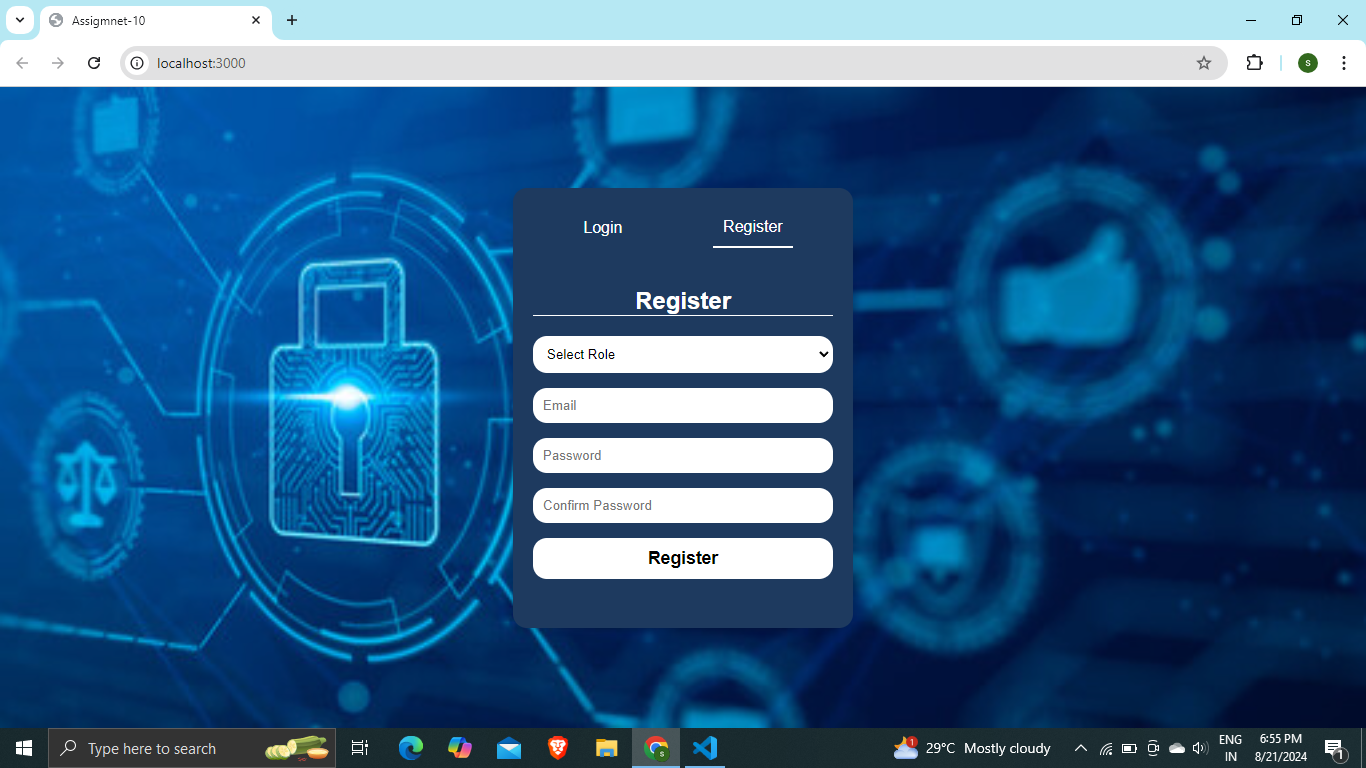 Assigmnet-10
localhost:3000
s
Login
Register
Register
Select Role
Email
Password
Confirm Password
Register
Type here to search
1
29°C Mostly cloudy
ENG
IN
6:55 PM
8/21/2024
1